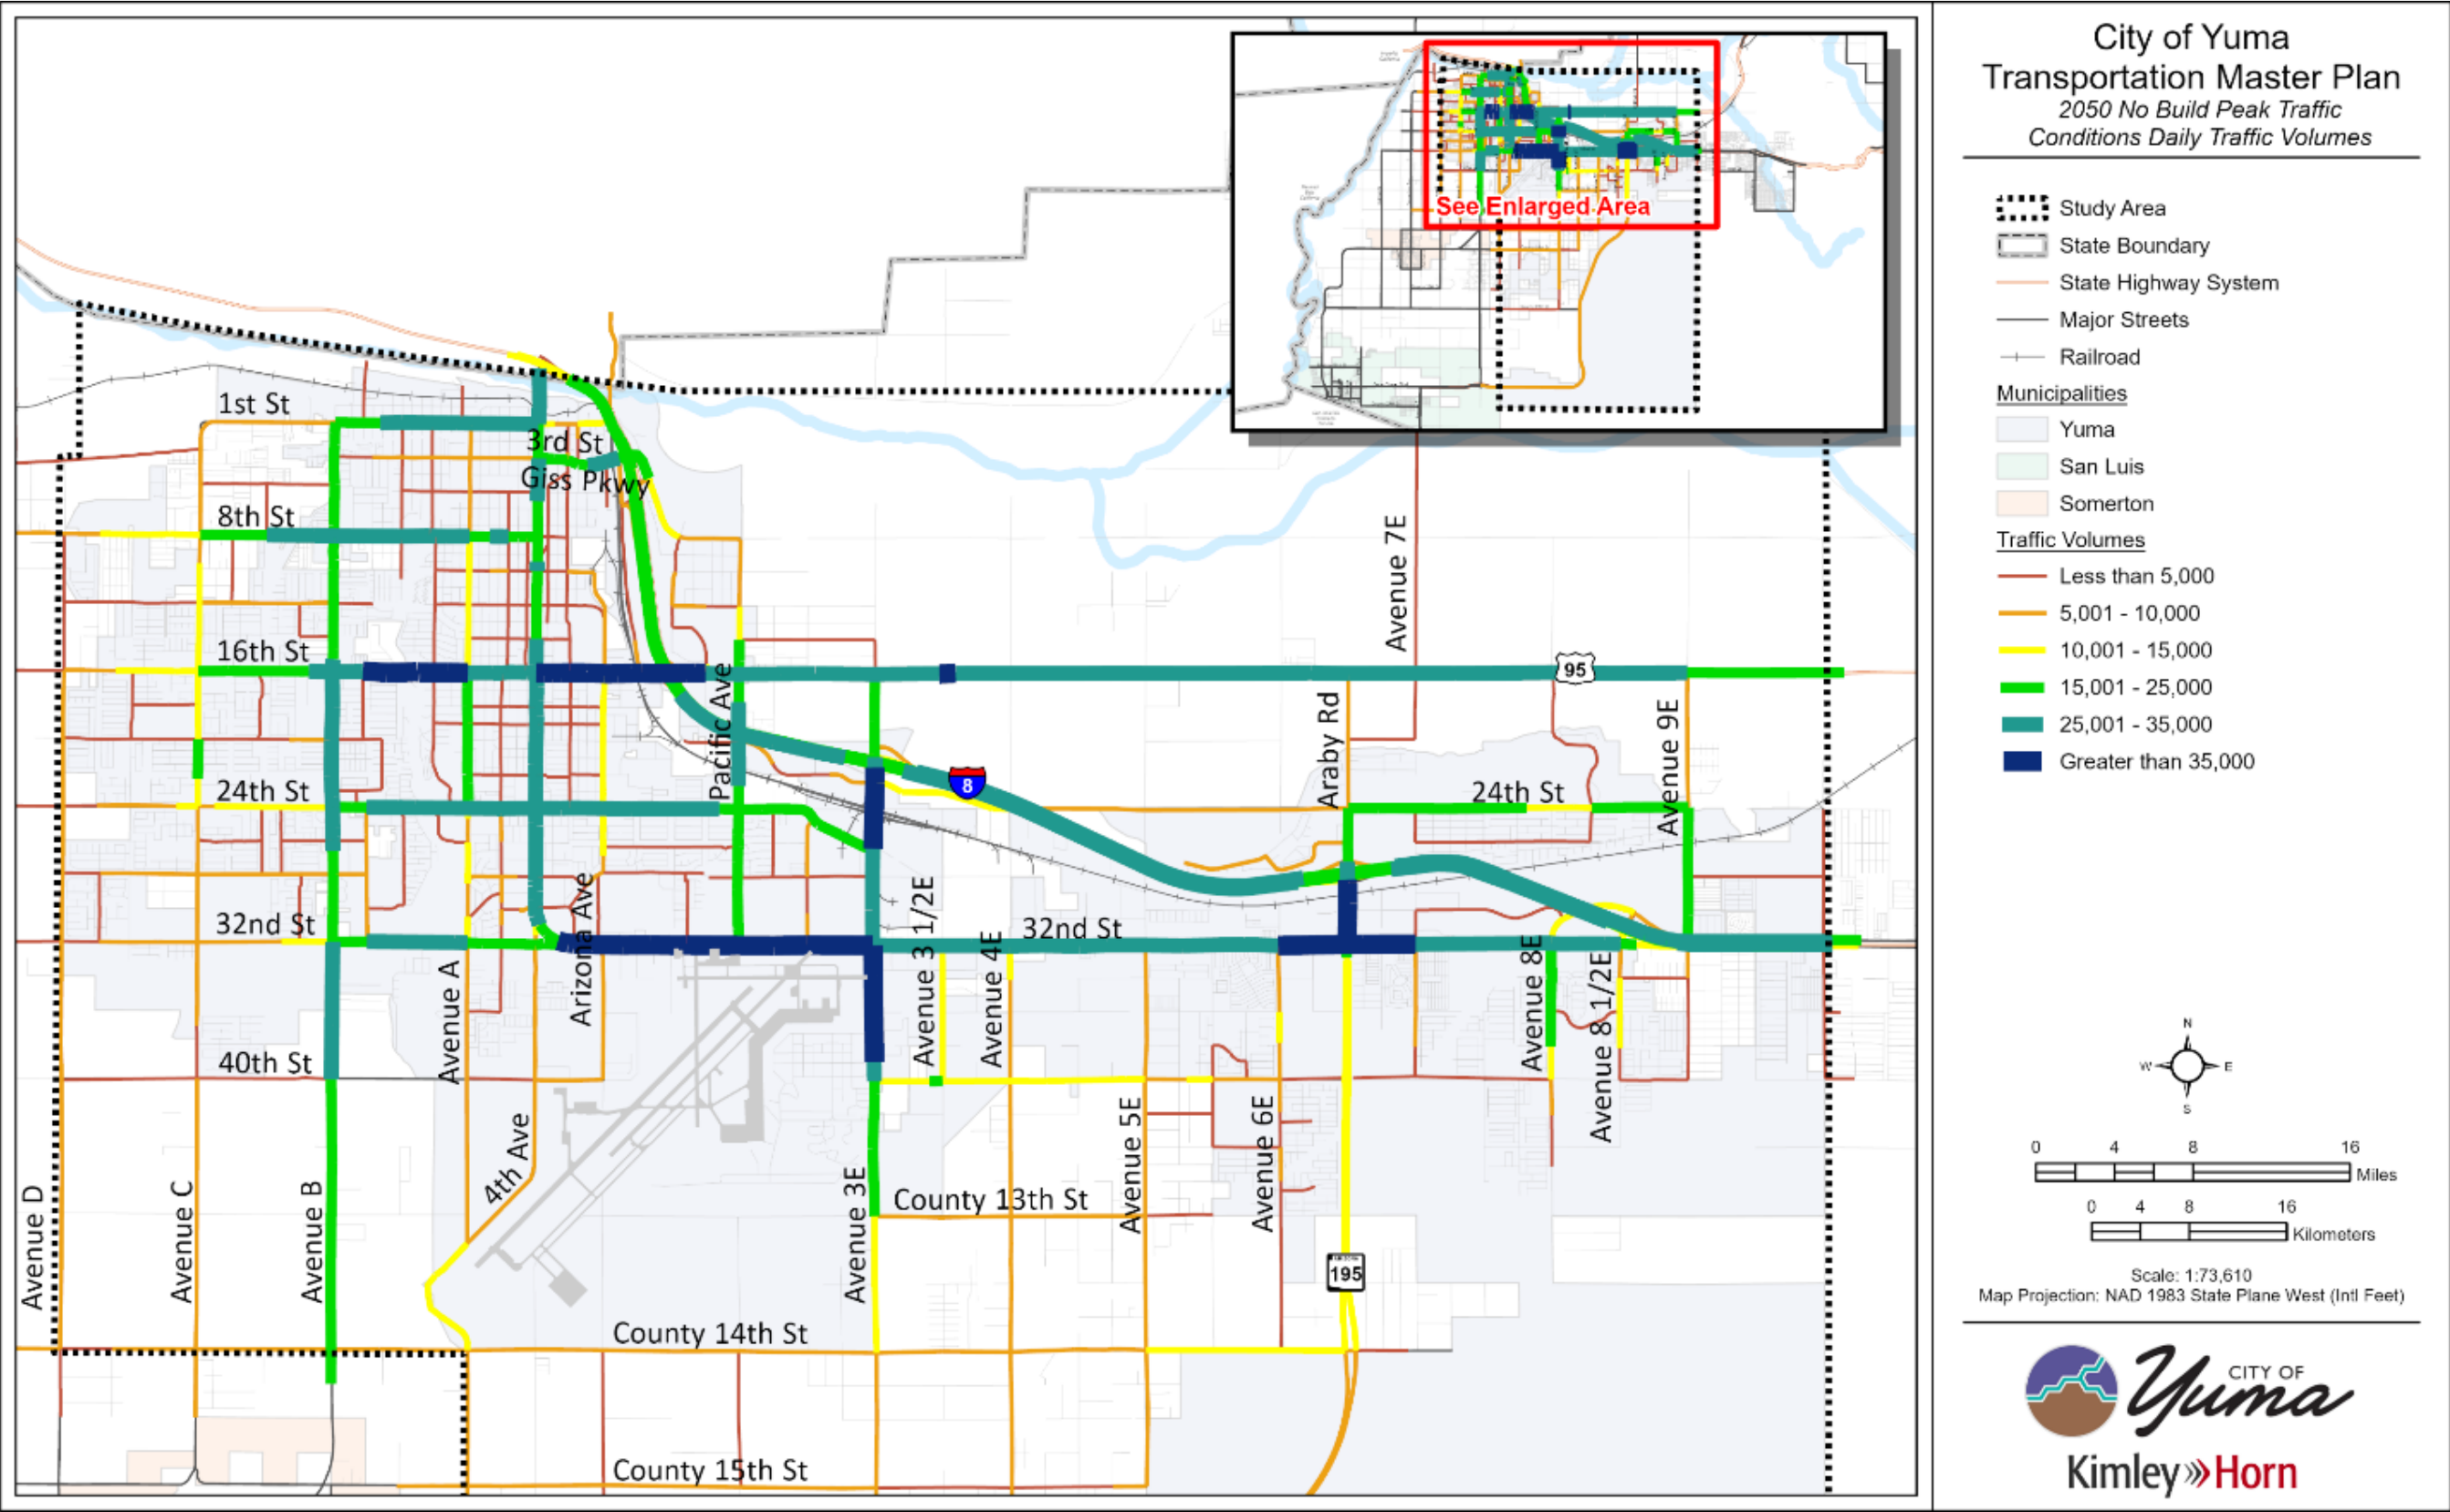 City of Yuma
Transportation Master Plan
2050 No Build Peak Traffic
Conditions Daily Traffic Volumes
Study Area
State Boundary
State Highway System
Major Streets
Railroad
Municipalities
Yuma
San Luis
Somerton
Traffic Volumes
Less than 5,000
5,001 - 10,000
10,001 - 15,000
15,001 - 25,000
25,001 - 35,000
Greater than 35,000
N
W E
S
0 4 8 16
Miles
0 4 8 16
Kilometers
Scale: 1:73,610
Map Projection: NAD 1983 State Plane West (Intl Feet)
CITY OF
Yuma
Kimley»Horn
See Enlarged Area
1st St
3rd St
Giss Pkwy
8th St
16th St
95
24th St
8
24th St
32nd St
32nd St
40th St
County 13th St
195
County 14th St
County 15th St
Avenue D
Avenue C
Avenue B
Avenue A
4th Ave
Arizona Ave
Pacific Ave
Avenue 3E
Avenue 3 1/2E
Avenue 4E
Avenue 5E
Avenue 6E
Araby Rd
Avenue 7E
Avenue 8E
Avenue 8 1/2E
Avenue 9E